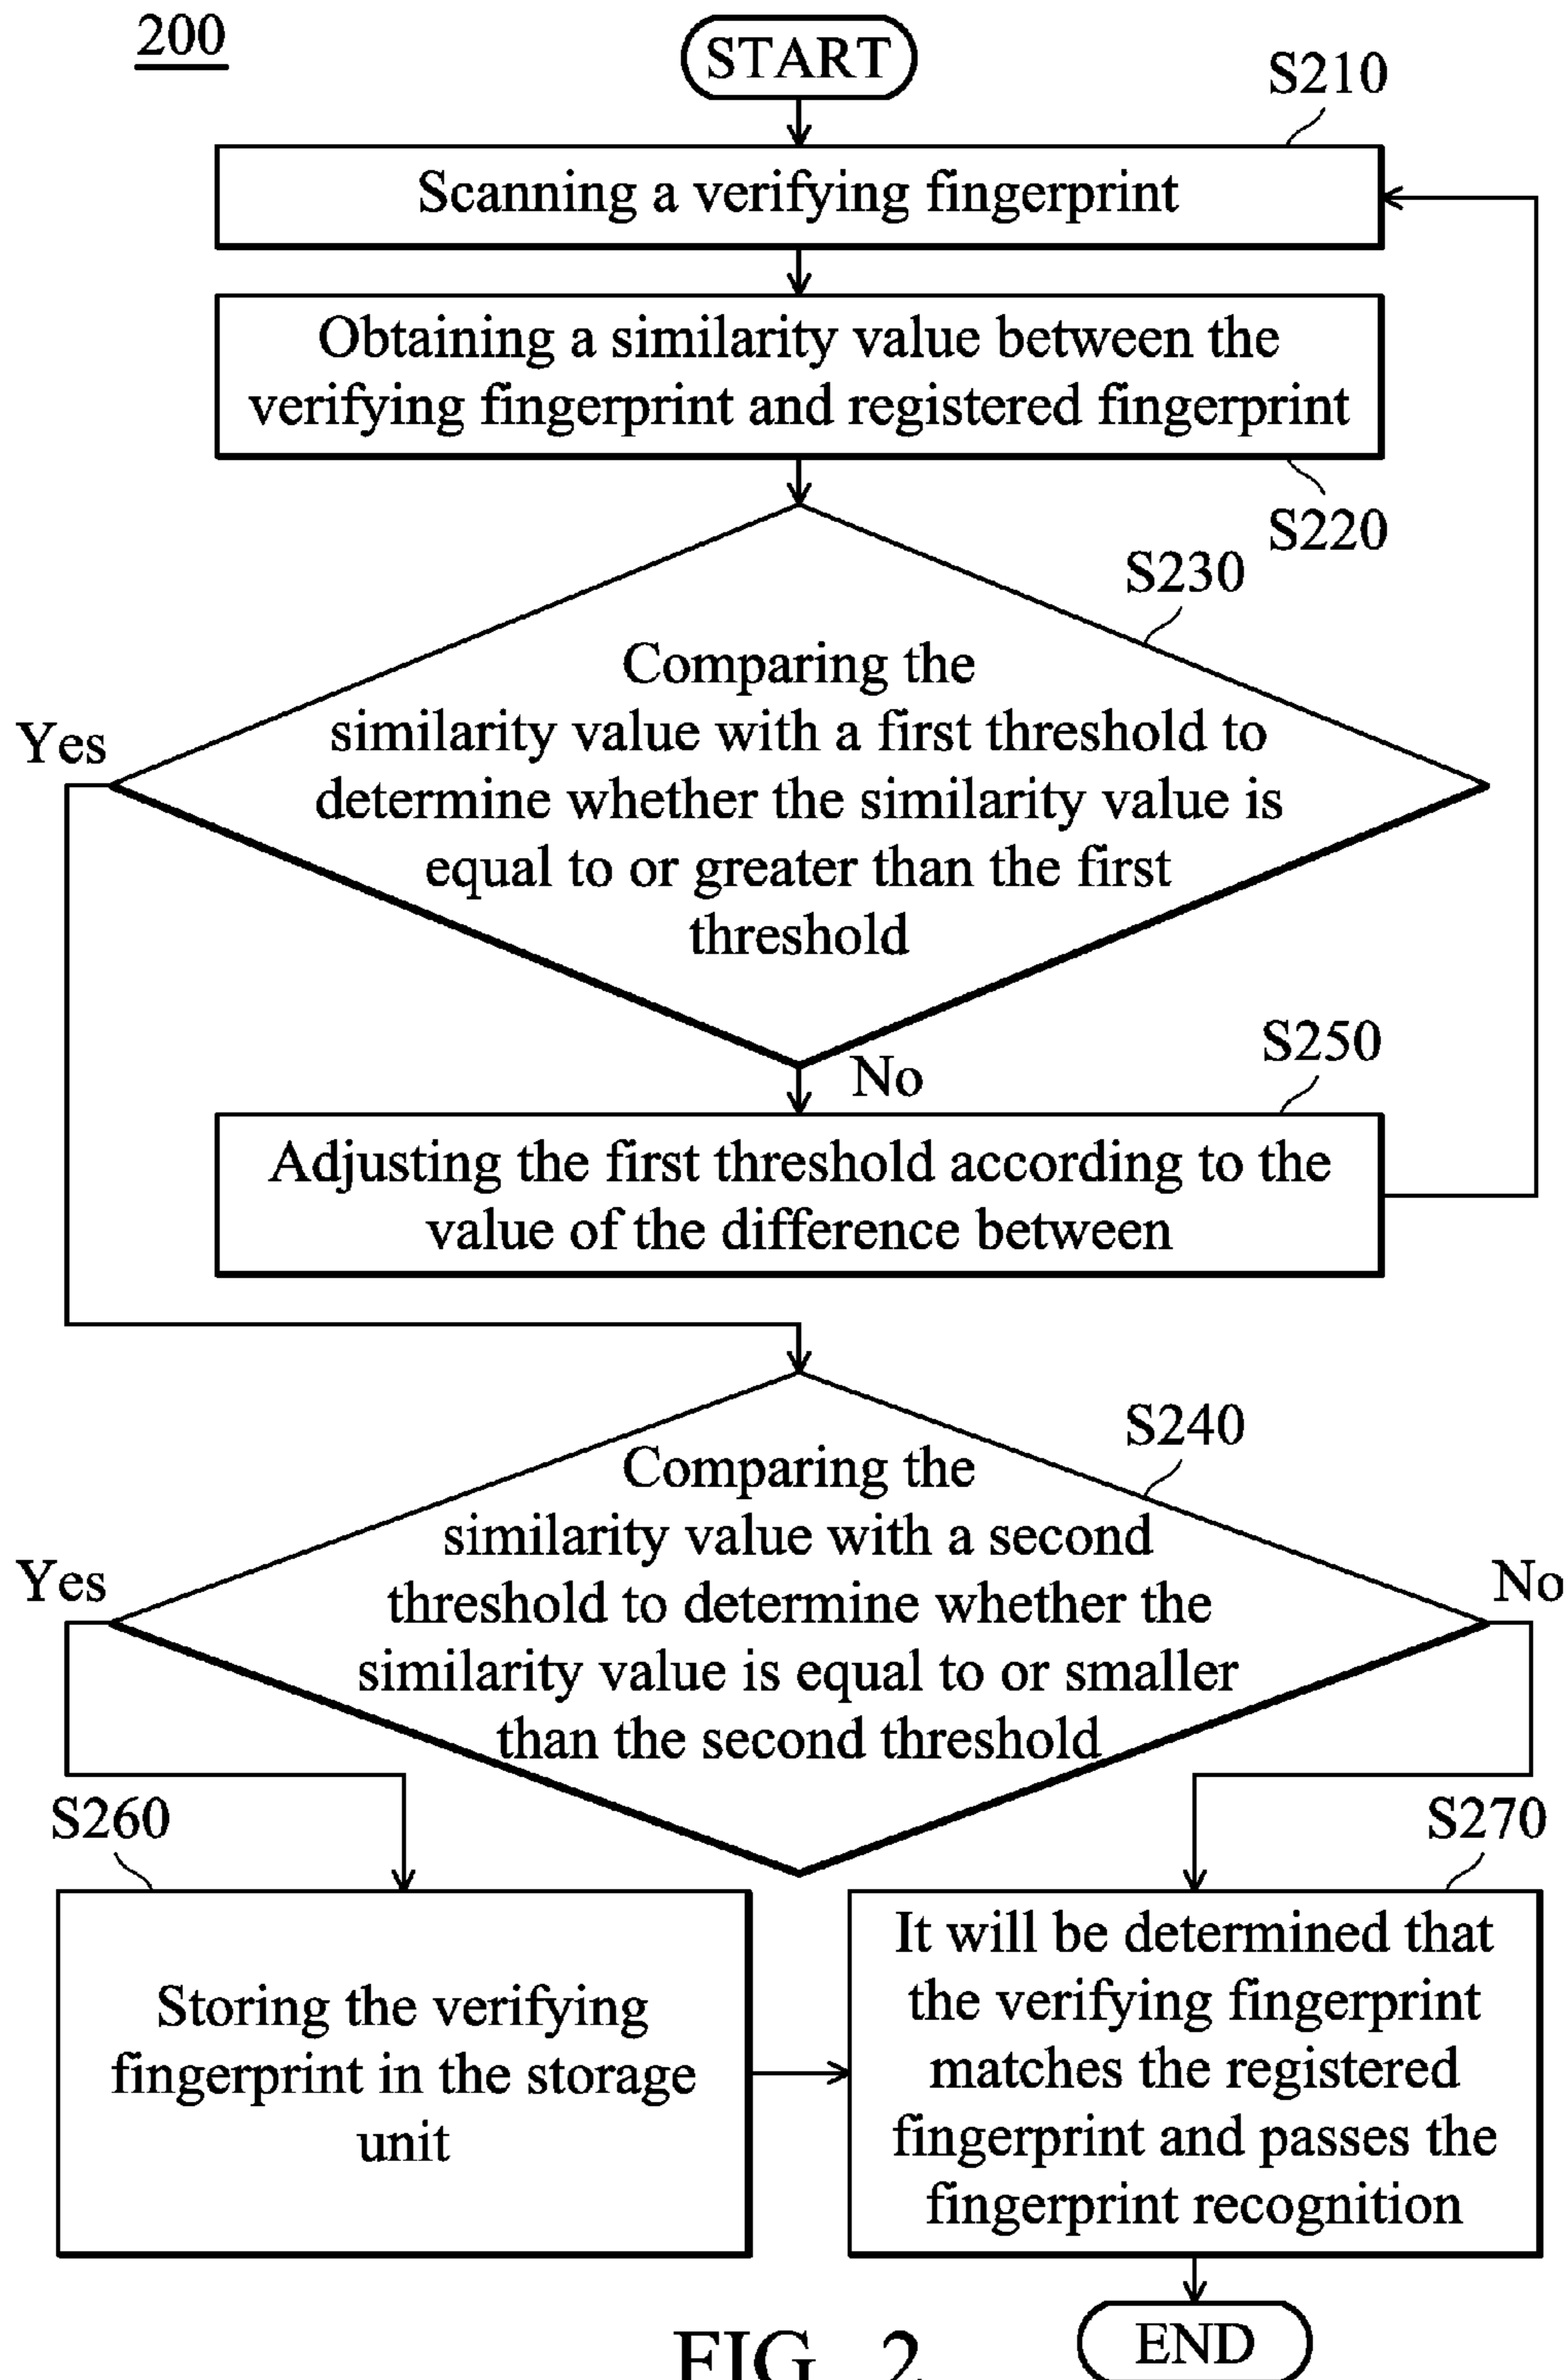 200
START
S210
Scanning a verifying fingerprint
Obtaining a similarity value between the
verifying fingerprint and registered fingerprint
S220
S230
Comparing the
similarity value with a first threshold to
determine whether the similarity value is
equal to or greater than the first
threshold
Yes
No
S250
Adjusting the first threshold according to the
value of the difference between
S240
Comparing the
similarity value with a second
threshold to determine whether the
similarity value is equal to or smaller
than the second threshold
Yes
No
S260
Storing the verifying
fingerprint in the storage
unit
S270
It will be determined that
the verifying fingerprint
matches the registered
fingerprint and passes the
fingerprint recognition
END
FIG. 2